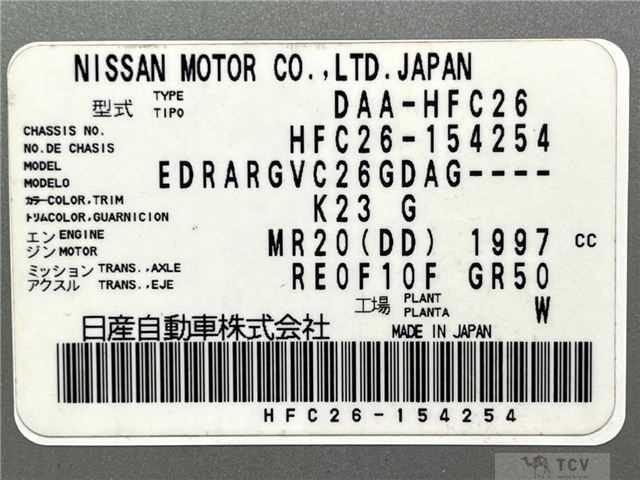 NISSAN MOTOR CO.,LTD.JAPAN
型式 TYPE TIPO DAA-HFC26
CHASSIS NO. NO.DE CHASIS HFC26-154254
MODEL MODELO EDRARGVC26GDAG----
カラーCOLOR,TRIM トリムCOLOR,GUARNICION K23 G
エンジン ENGINE MOTOR MR20(DD) 1997 CC
ミッション アクスル TRANS.,AXLE TRANS.,EJE RE0F10F GR50
工場 PLANT PLANTA W
日産自動車株式会社 MADE IN JAPAN
HFC26-154254
TCV